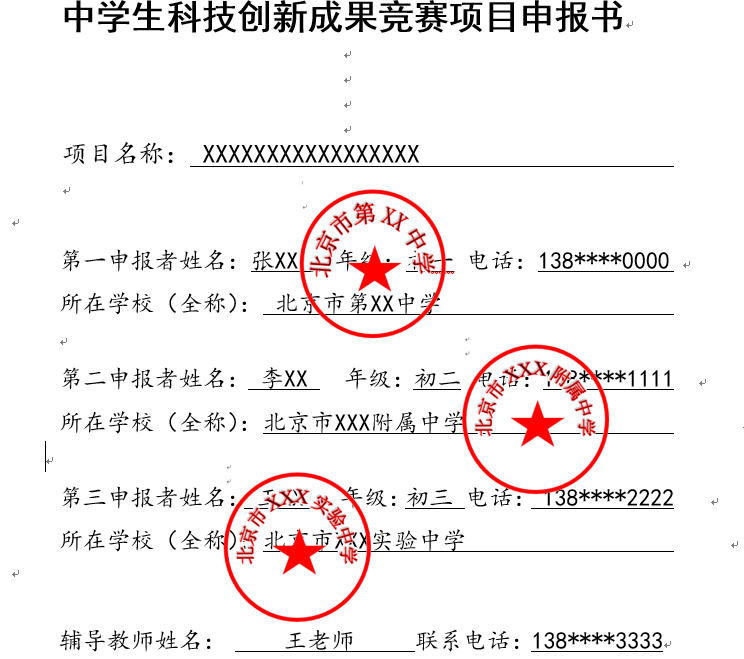 中学生科技创新成果竞赛项目申报书
项目名称： XXXXXXXXXXXXXXXXX
北京市第 XX 中学
第一申报者姓名：张XX 年级： 电话：138****0000
所在学校（全称）： 北京市第XX中学
北京市XXX附属中学
第二申报者姓名： 李XX 年级：初二 电话：1111
所在学校（全称）：北京市XXX附属中学
北京市XXX实验中学
第三申报者姓名： 年级：初三 电话： 138****2222
所在学校（全称） 北京市XXX实验中学
辅导教师姓名： 王老师 联系电话：138****3333